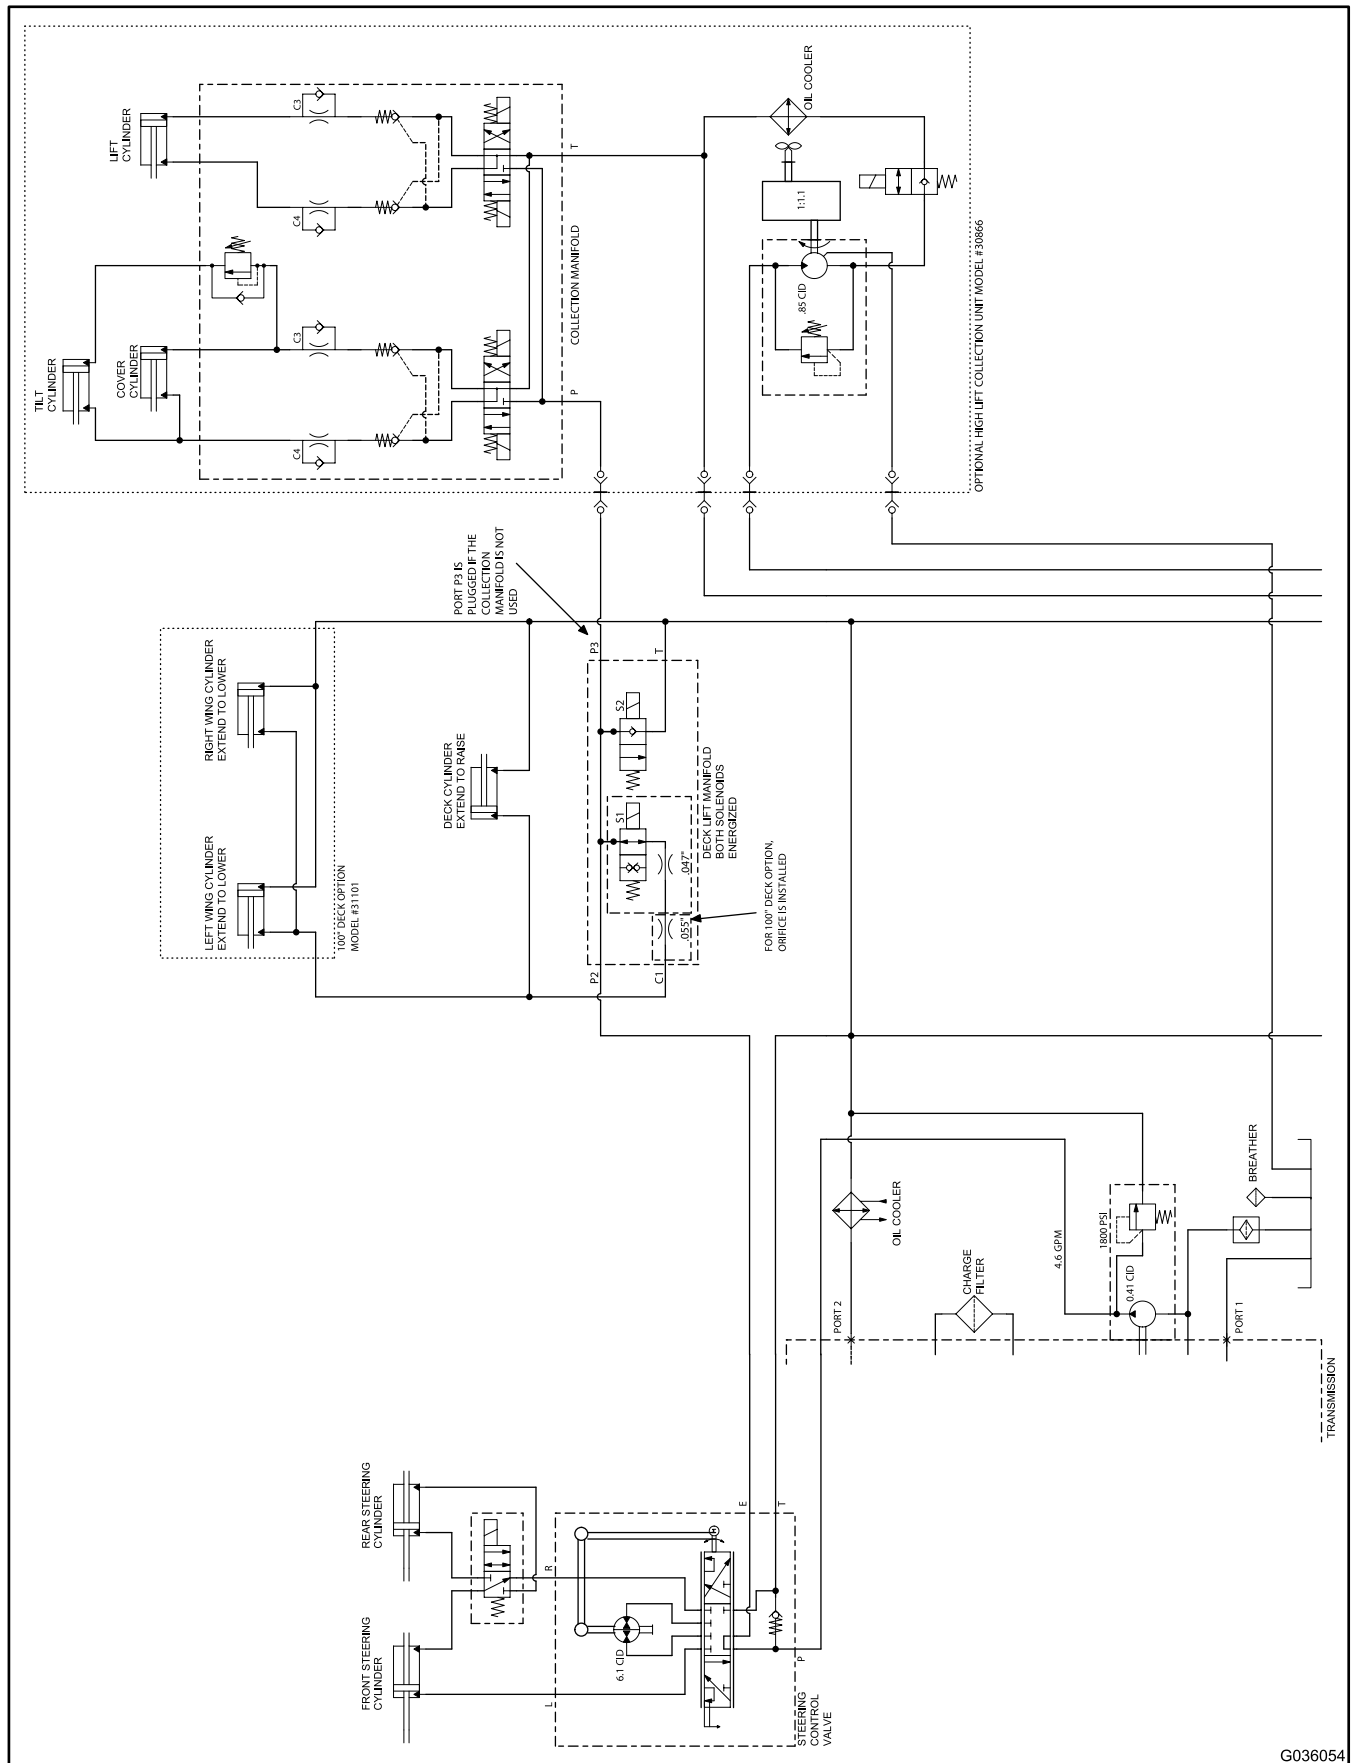 OIL COOLER
LIFT
CYLINDER
C3
C4
T
COLLECTION MANIFOLD
1:1.1
.85 CID
OPTIONAL HIGH LIFT COLLECTION UNIT MODEL #30866
TILT
CYLINDER
COVER
CYLINDER
C3
C4
P
PORT P3 IS
PLUGGED IF THE
COLLECTION
MANIFOLD IS NOT
USED
RIGHT WING CYLINDER
EXTEND TO LOWER
LEFT WING CYLINDER
EXTEND TO LOWER
100" DECK OPTION
MODEL #31101
DECK CYLINDER
EXTEND TO RAISE
P3
T
S2
S1
.047"
.055"
P2
C1
DECK LIFT MANIFOLD
BOTH SOLENOIDS
ENERGIZED
FOR 100" DECK OPTION,
ORIFICE IS INSTALLED
OIL COOLER
BREATHER
4.6 GPM
1800 PSI
0.41 CID
CHARGE
FILTER
PORT 2
PORT 1
TRANSMISSION
REAR STEERING
CYLINDER
FRONT STEERING
CYLINDER
R
L
E
T
P
M
6.1 CID
STEERING
CONTROL
VALVE
G036054